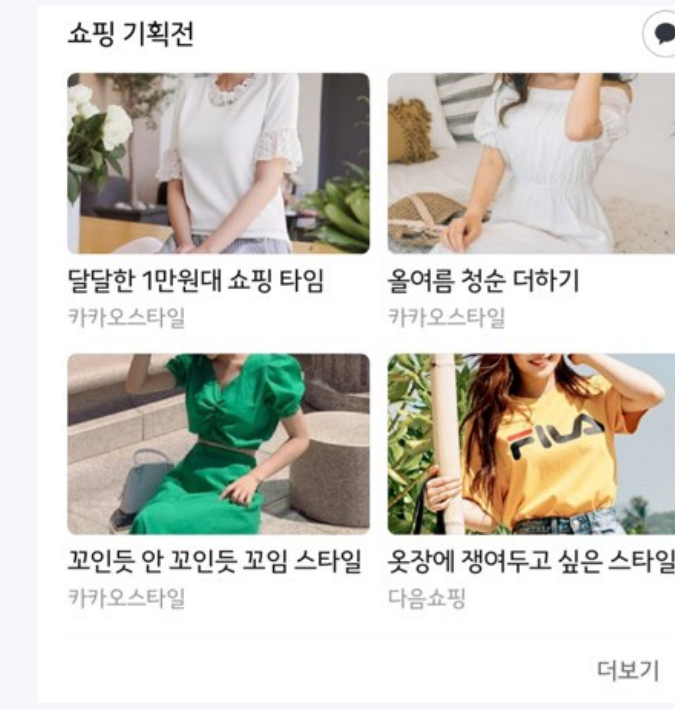 쇼핑 기획전
달달한 1만원대 쇼핑 타임
카카오스타일
올여름 청순 더하기
카카오스타일
FILA
꼬인듯 안 꼬인듯 꼬임 스타일
카카오스타일
옷장에 쟁여두고 싶은 스타일
다음쇼핑
더보기